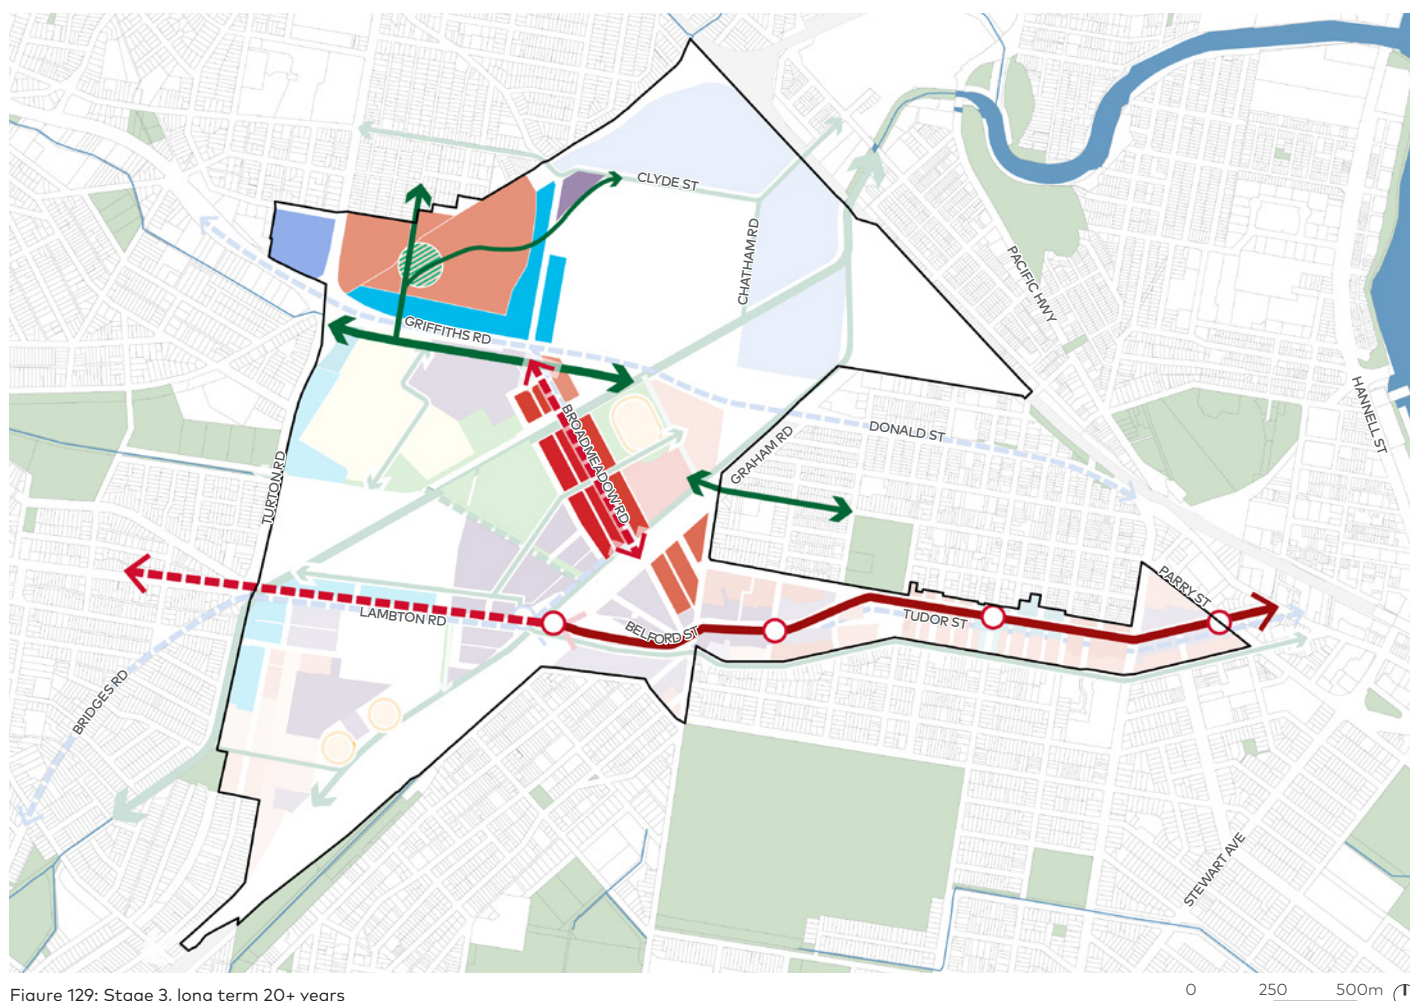 CLYDE ST
CHATHAM RD
PACIFIC HWY
GRIFFITHS RD
HANNELL ST
BROADMEADOW RD
DONALD ST
GRAHAM RD
TURTON RD
PARRY ST
LAMBTON RD
BELFORD ST
TUDOR ST
BRIDGES RD
STEWART AVE
Figure 129: Stage 3, long term 20+ years
0 250 500m